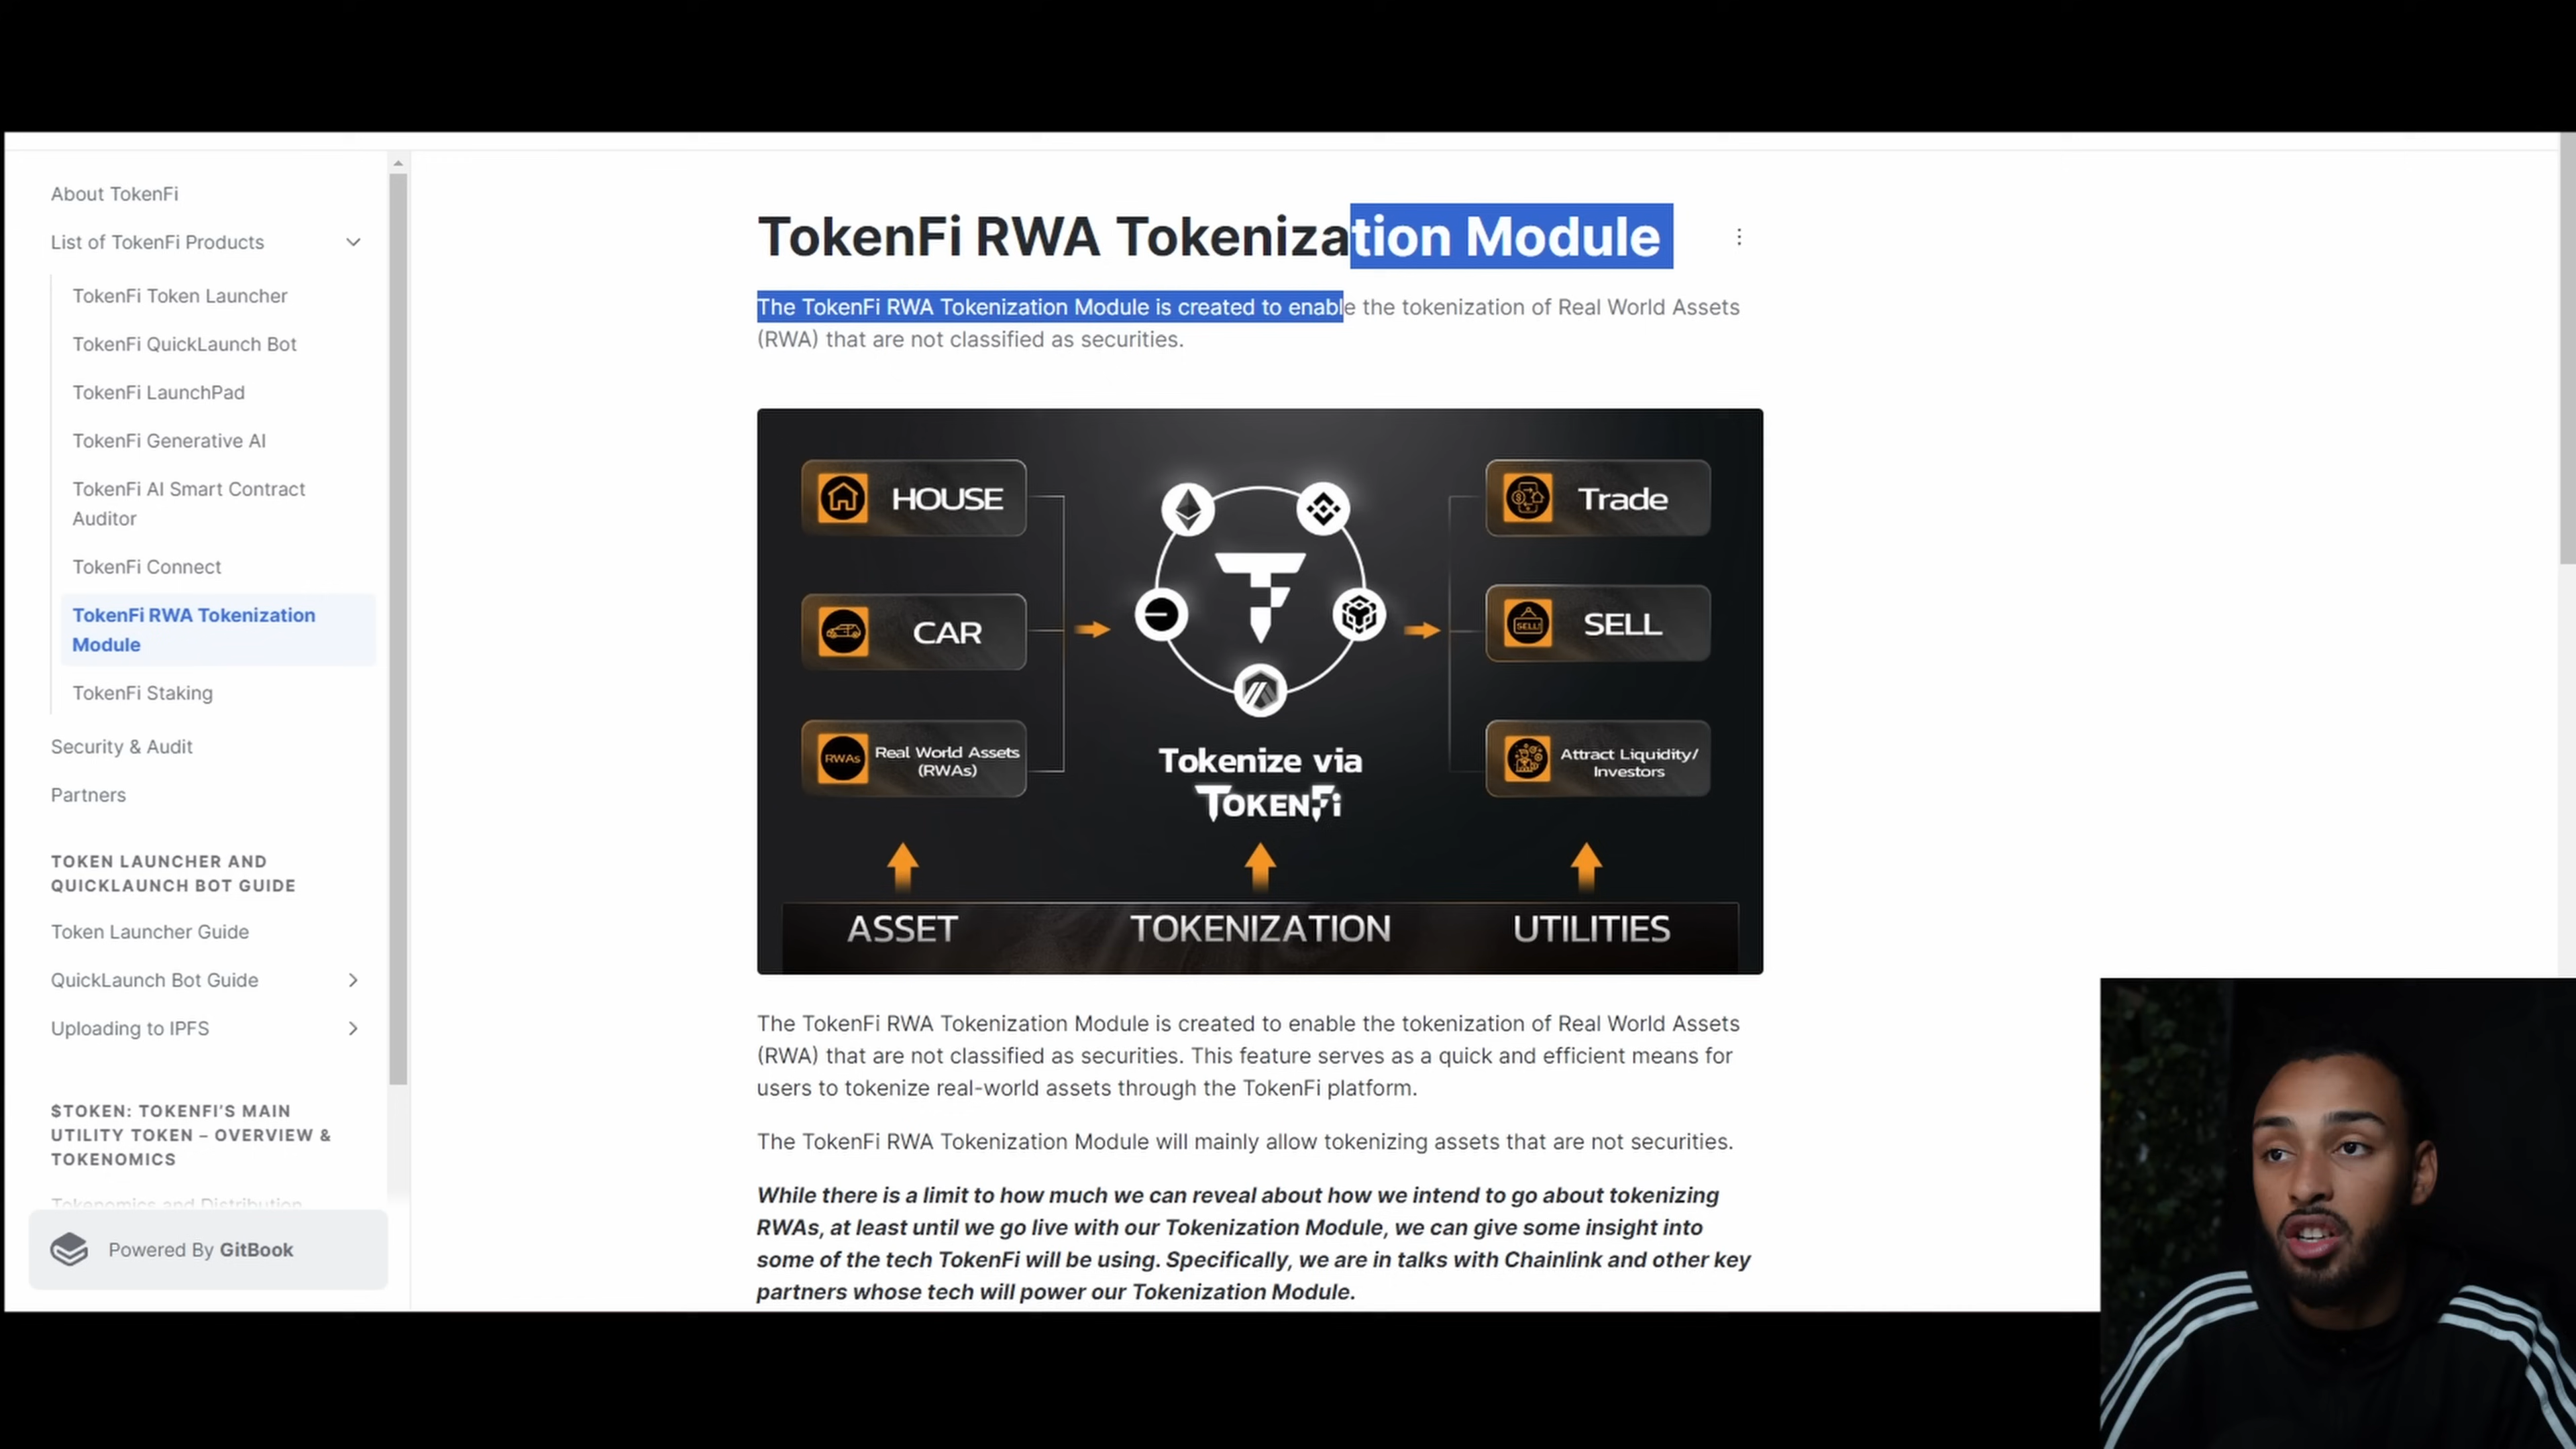 About TokenFi
List of TokenFi Products
TokenFi Token Launcher
TokenFi QuickLaunch Bot
TokenFi LaunchPad
TokenFi Generative AI
TokenFi AI Smart Contract
Auditor
TokenFi Connect
TokenFi RWA Tokenization
Module
TokenFi Staking
Security & Audit
Partners
TOKEN LAUNCHER AND
QUICKLAUNCH BOT GUIDE
Token Launcher Guide
QuickLaunch Bot Guide
Uploading to IPFS
$TOKEN: TOKENFI'S MAIN
UTILITY TOKEN – OVERVIEW &
TOKENOMICS
Tokenomics and Distribution
Powered By GitBook
TokenFi RWA Tokenization Module
The TokenFi RWA Tokenization Module is created to enable the tokenization of Real World Assets
(RWA) that are not classified as securities.
HOUSE
CAR
RWAs
Real World Assets
(RWAs)
Tokenize via
TOKENFi
Trade
SELL!
SELL
Attract Liquidity/
Investors
ASSET
TOKENIZATION
UTILITIES
The TokenFi RWA Tokenization Module is created to enable the tokenization of Real World Assets
(RWA) that are not classified as securities. This feature serves as a quick and efficient means for
users to tokenize real-world assets through the TokenFi platform.
The TokenFi RWA Tokenization Module will mainly allow tokenizing assets that are not securities.
While there is a limit to how much we can reveal about how we intend to go about tokenizing
RWAs, at least until we go live with our Tokenization Module, we can give some insight into
some of the tech TokenFi will be using. Specifically, we are in talks with Chainlink and other key
partners whose tech will power our Tokenization Module.